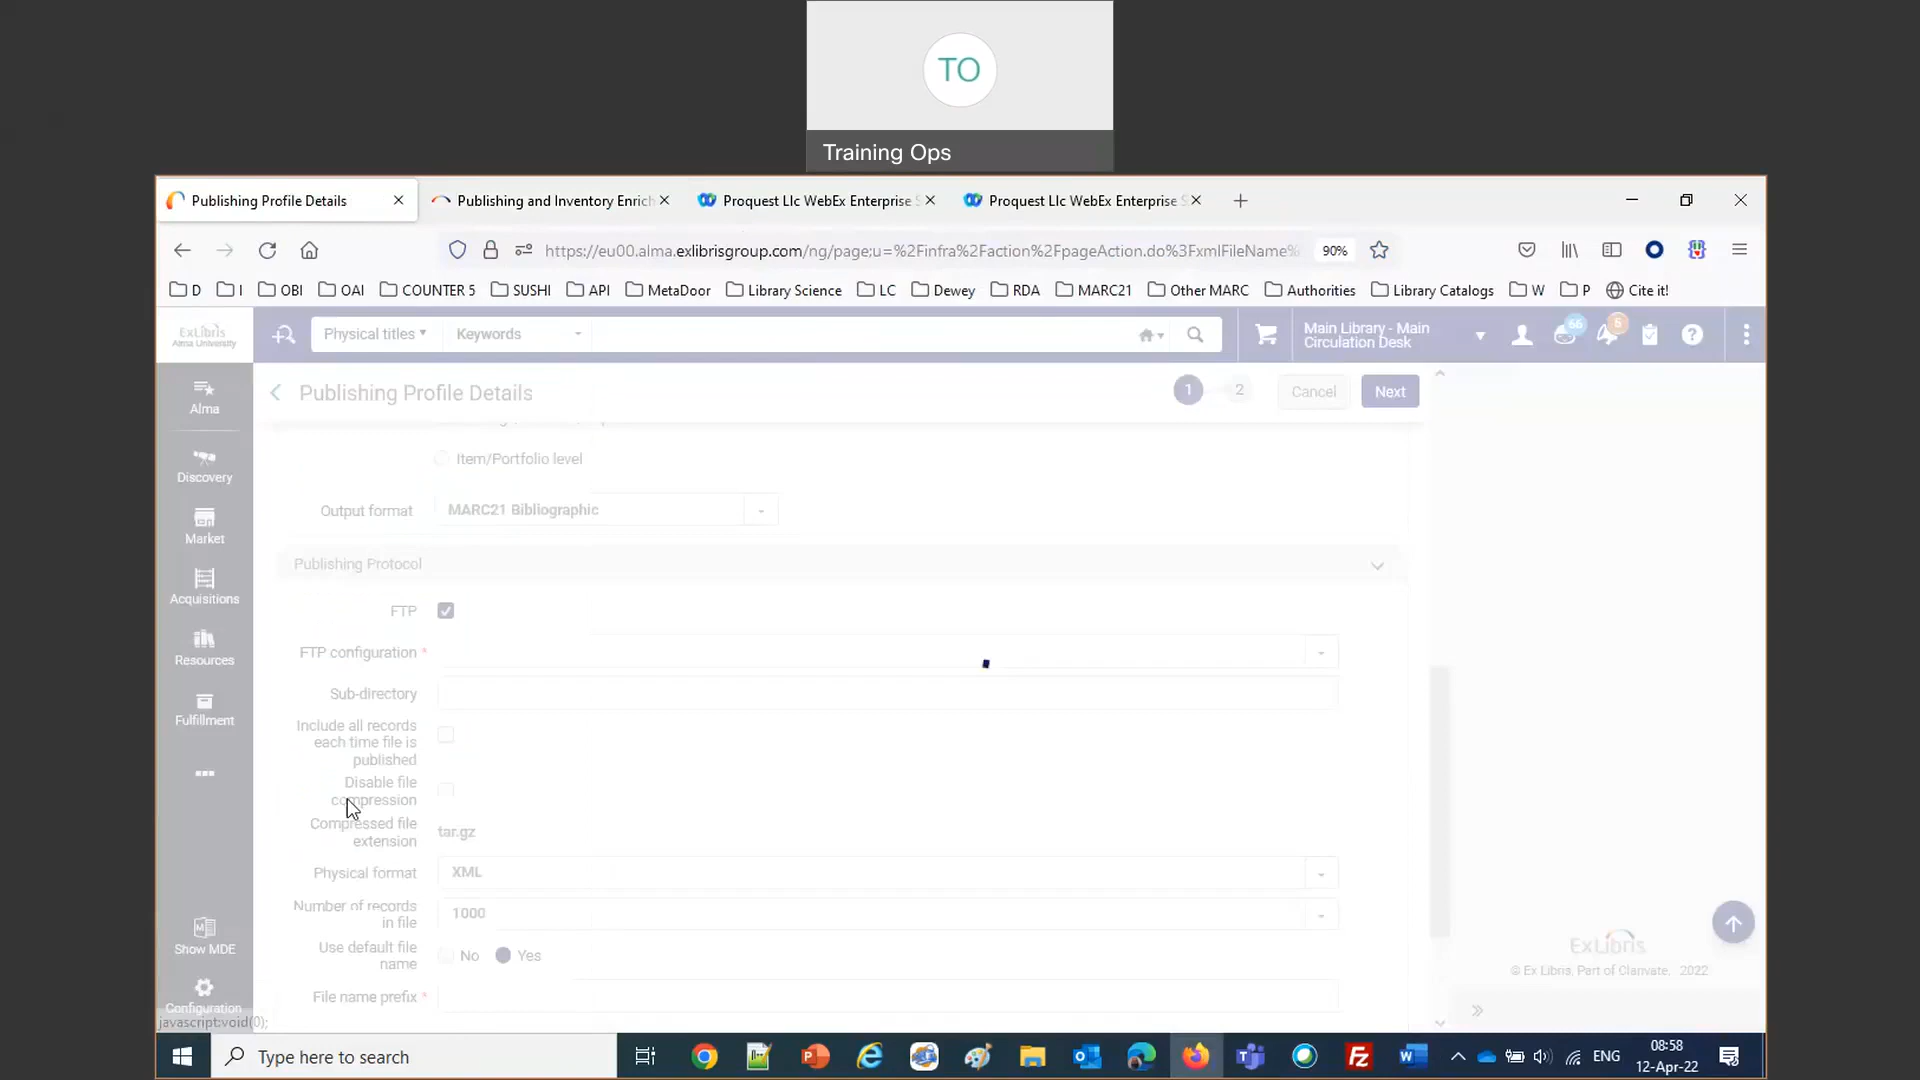 TO
Training Ops
Publishing Profile Details
Publishing and Inventory Enrich
Proquest Llc WebEx Enterprise S
Proquest Llc WebEx Enterprise S
https://eu00.alma.exlibrisgroup.com/ng/page;u=%2Finfra%2Faction%2FpageAction.do%3FxmlFileName%
90%
D
I
OBI
OAI
COUNTER 5
SUSHI
API
MetaDoor
Library Science
LC
Dewey
RDA
MARC21
Other MARC
Authorities
Library Catalogs
W
P
Cite it!
ExLibris
Alma University
Physical titles
Keywords
Main Library - Main
Circulation Desk
56
5
Alma
Discovery
Market
Acquisitions
Resources
Fulfillment
Show MDE
Configuration
javascript:void(0);
Publishing Profile Details
1
2
Cancel
Next
Item/Portfolio level
Output format
MARC21 Bibliographic
Publishing Protocol
FTP
FTP configuration *
Sub-directory
Include all records
each time file is
published
Disable file
compression
Compressed file
extension
tar.gz
Physical format
XML
Number of records
in file
1000
Use default file
name
No
Yes
File name prefix *
ExLibris
© Ex Libris, Part of Clarivate, 2022
Type here to search
ENG
08:58
12-Apr-22